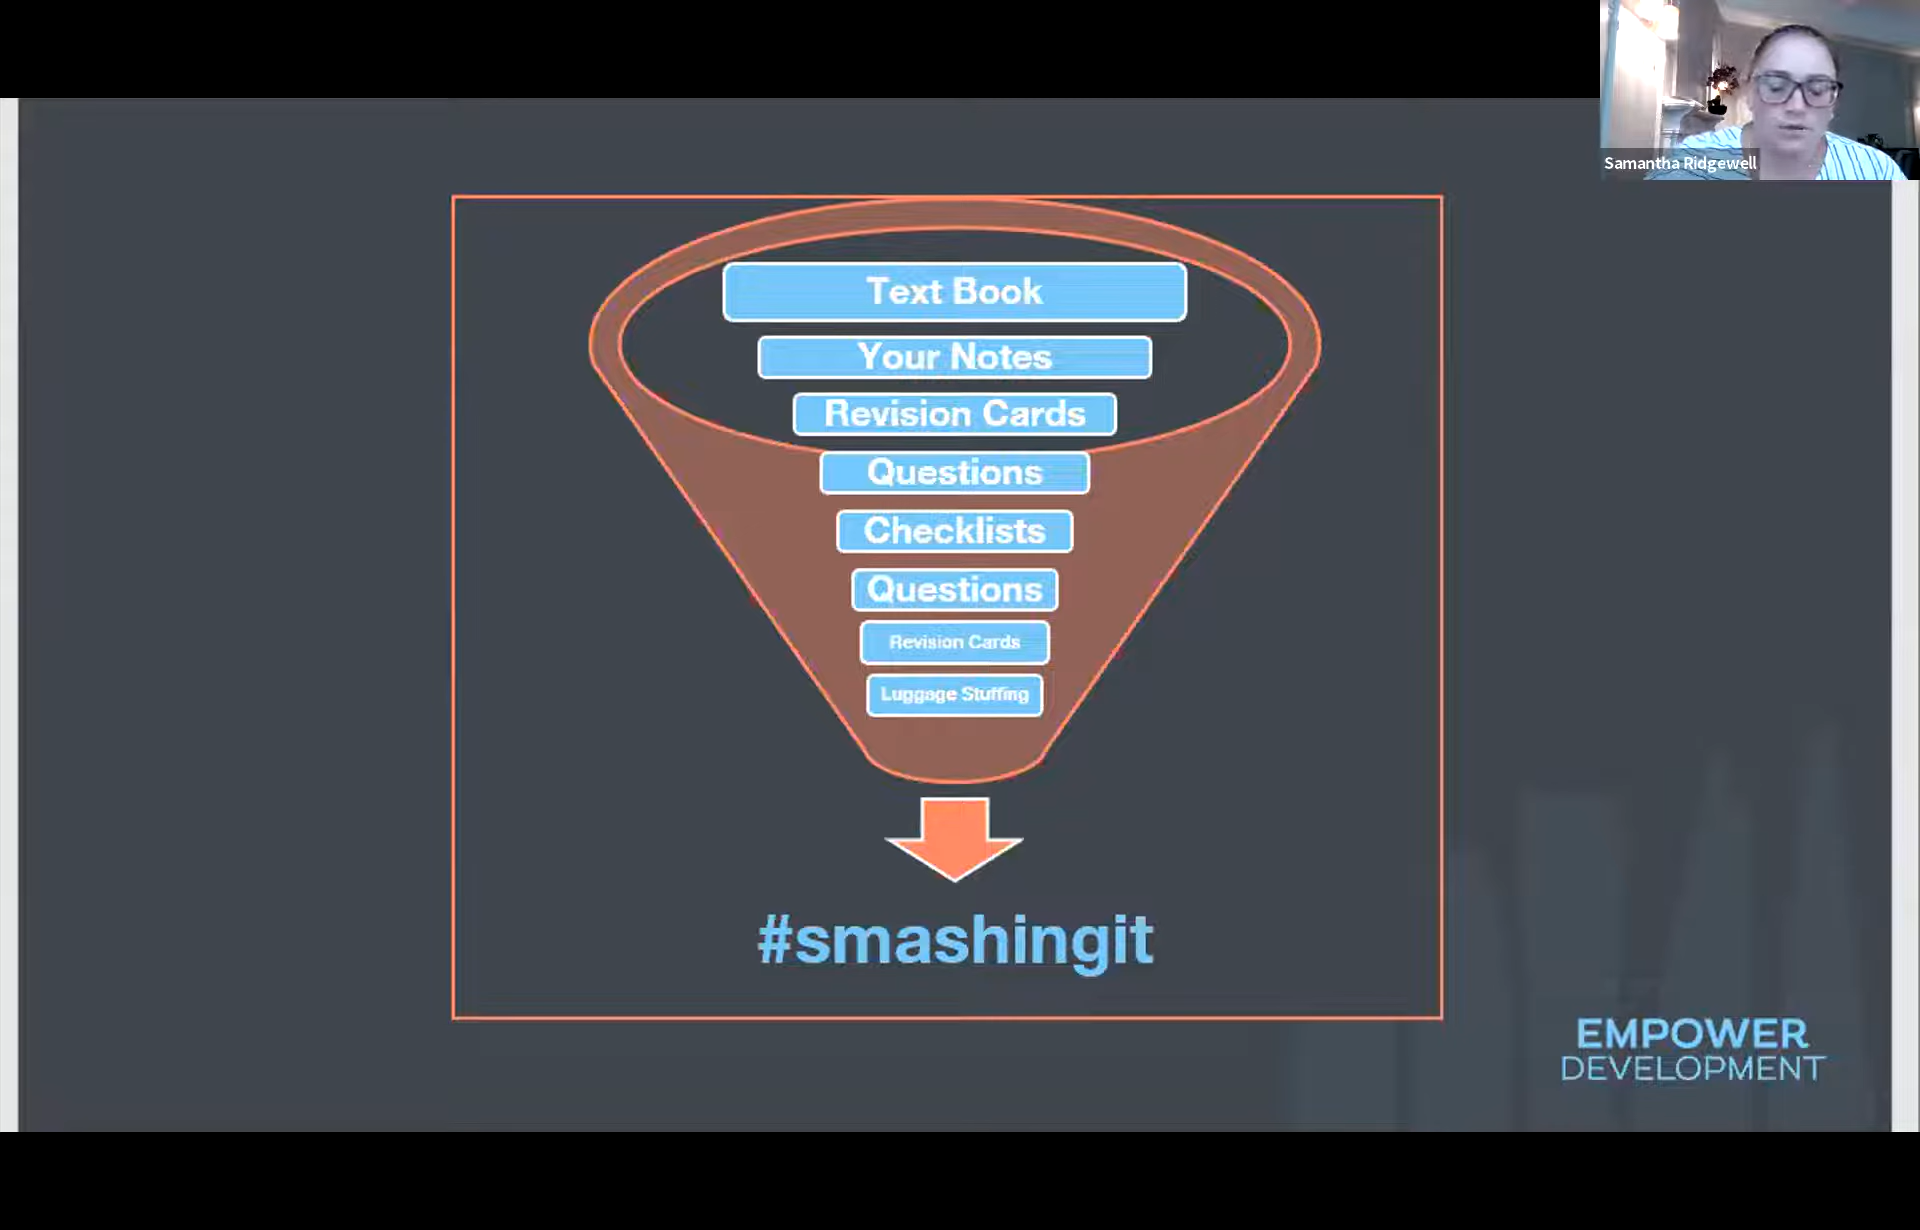 Samantha Ridgewell
Text Book
Your Notes
Revision Cards
Questions
Checklists
Questions
Revision Cards
Luggage Stuffing
#smashingit
EMPOWER
DEVELOPMENT